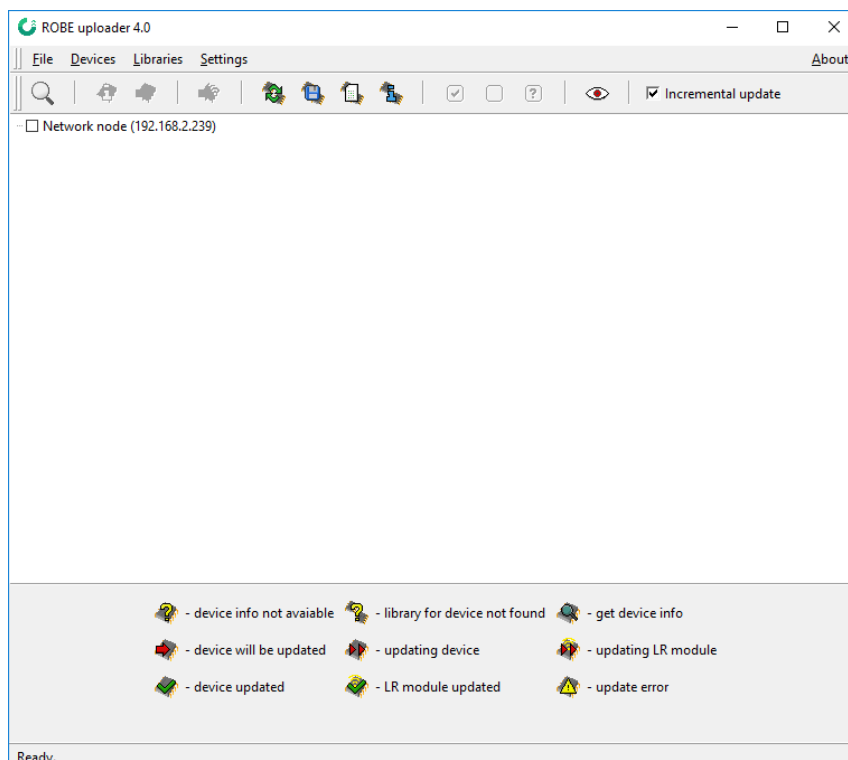 ROBE uploader 4.0
File Devices Libraries Settings About
Incremental update
Network node (192.168.2.239)
- device info not avaiable - library for device not found - get device info
- device will be updated - updating device - updating LR module
- device updated - LR module updated - update error
Ready.